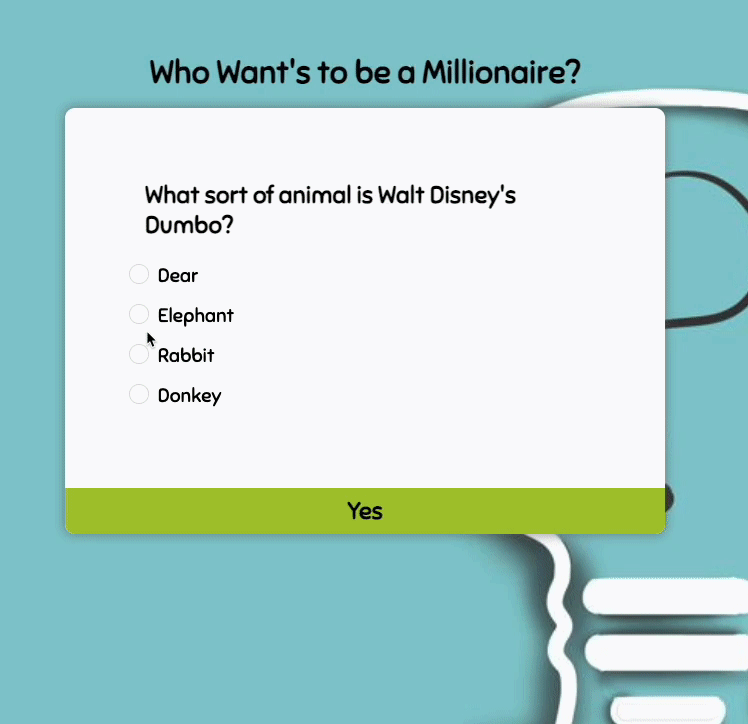 Who Want's to be a Millionaire?
What sort of animal is Walt Disney's
Dumbo?
Dear
Elephant
Rabbit
Donkey
Yes